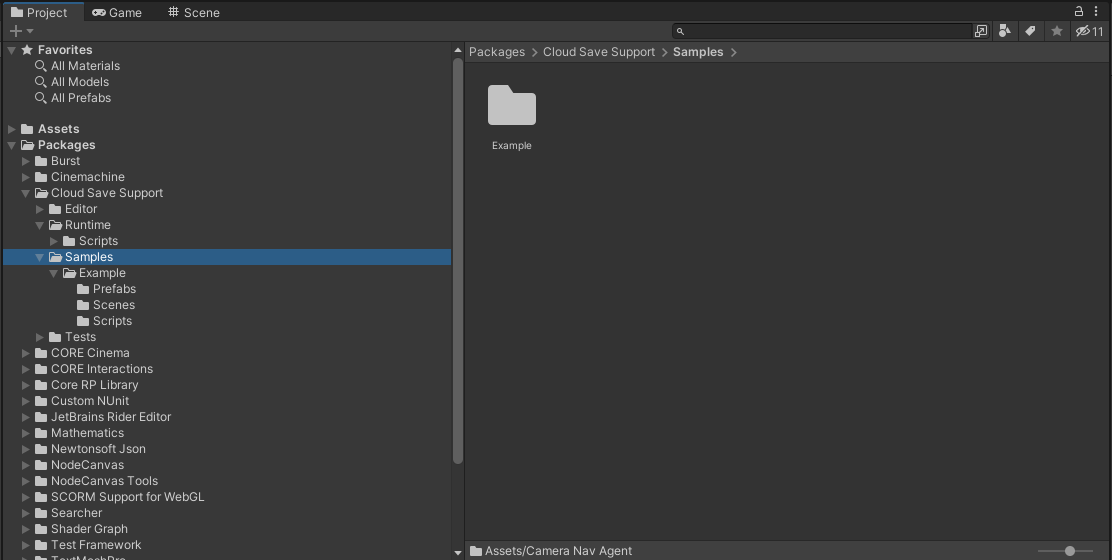 Project Game Scene
11
Favorites
All Materials
All Models
All Prefabs
Assets
Packages
Burst
Cinemachine
Cloud Save Support
Editor
Runtime
Scripts
Samples
Example
Prefabs
Scenes
Scripts
Tests
CORE Cinema
CORE Interactions
Core RP Library
Custom NUnit
JetBrains Rider Editor
Mathematics
Newtonsoft Json
NodeCanvas
NodeCanvas Tools
SCORM Support for WebGL
Searcher
Shader Graph
Test Framework
TextMeshPro
Packages > Cloud Save Support > Samples >
Example
Assets/Camera Nav Agent